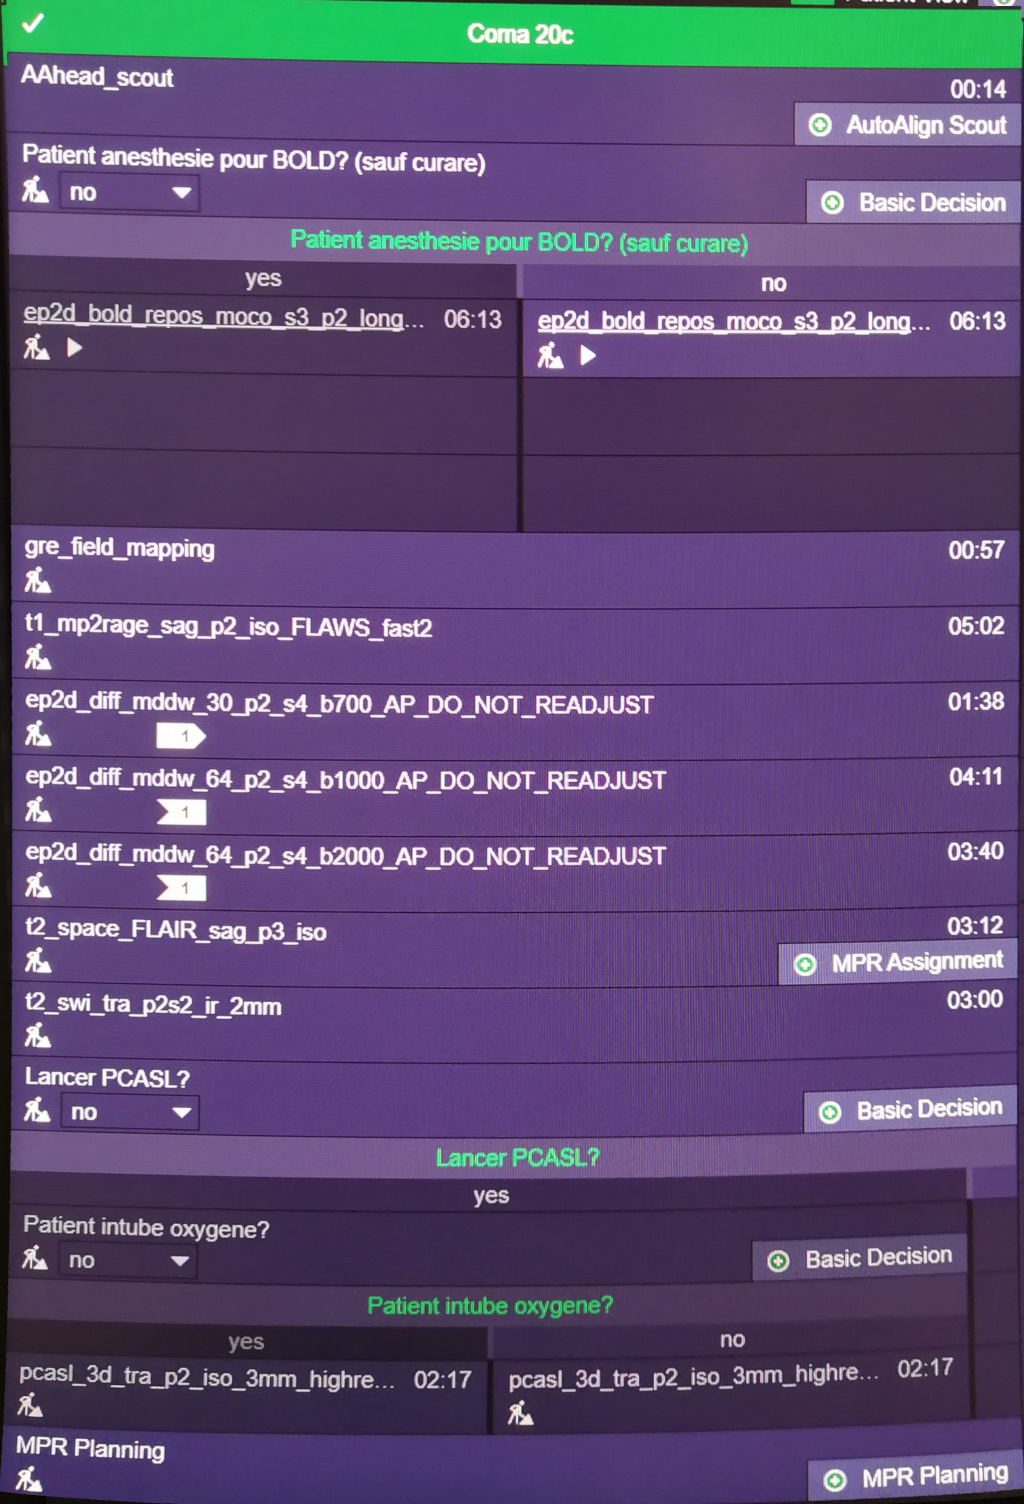 Coma 20c
AAhead_scout 00:14
AutoAlign Scout
Patient anesthesie pour BOLD? (sauf curare)
no
Basic Decision
Patient anesthesie pour BOLD? (sauf curare)
yes no
ep2d_bold_repos_moco_s3_p2_long... 06:13 ep2d_bold_repos_moco_s3_p2_long... 06:13
gre_field_mapping 00:57
t1_mp2rage_sag_p2_iso_FLAWS_fast2 05:02
ep2d_diff_mddw_30_p2_s4_b700_AP_DO_NOT_READJUST 01:38
1
ep2d_diff_mddw_64_p2_s4_b1000_AP_DO_NOT_READJUST 04:11
1
ep2d_diff_mddw_64_p2_s4_b2000_AP_DO_NOT_READJUST 03:40
1
t2_space_FLAIR_sag_p3_iso 03:12
MPR Assignment
t2_swi_tra_p2s2_ir_2mm 03:00
Lancer PCASL?
no
Basic Decision
Lancer PCASL?
yes
Patient intube oxygene?
no
Basic Decision
Patient intube oxygene?
yes no
pcasl_3d_tra_p2_iso_3mm_highre... 02:17 pcasl_3d_tra_p2_iso_3mm_highre... 02:17
MPR Planning
MPR Planning